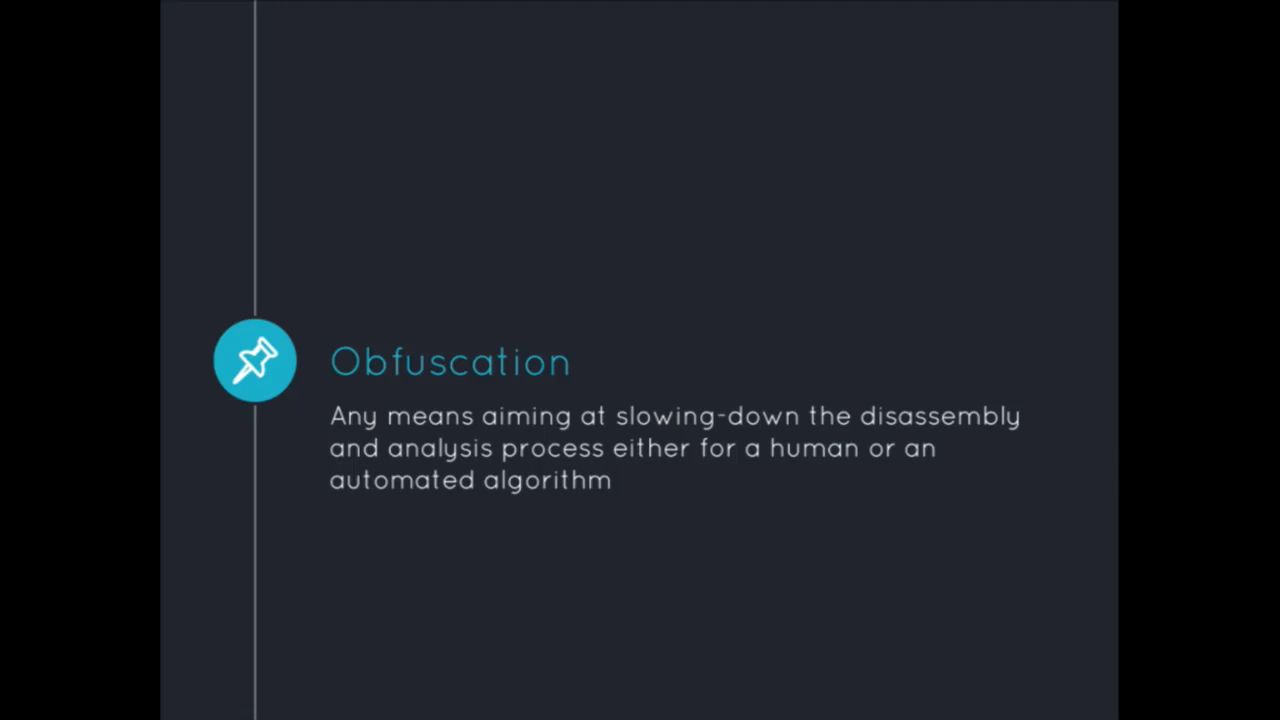 Obfuscation
Any means aiming at slowing-down the disassembly
and analysis process either for a human or an
automated algorithm